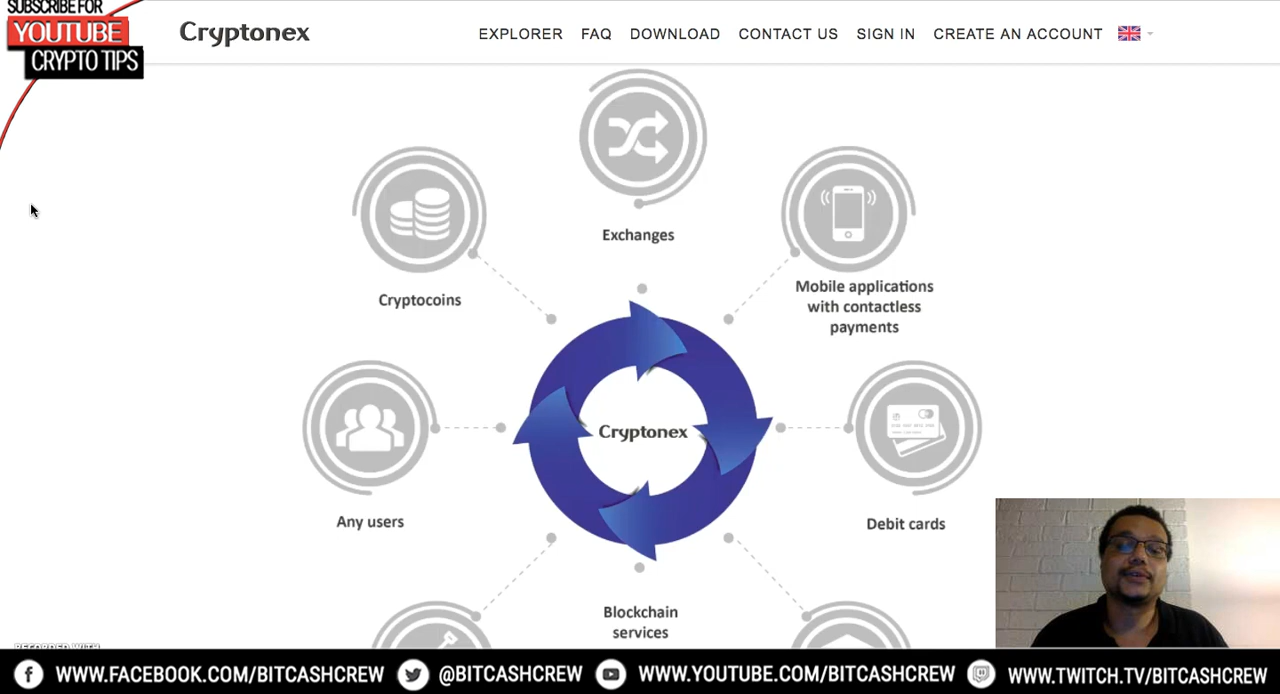 SUBSCRIBE FOR
YOUTUBE
CRYPTO TIPS
Cryptonex
EXPLORER FAQ DOWNLOAD CONTACT US SIGN IN CREATE AN ACCOUNT
Exchanges
Cryptocoins
Mobile applications
with contactless
payments
Cryptonex
Any users
Debit cards
Blockchain
services
RECORDED WITH
WWW.FACEBOOK.COM/BITCASHCREW @BITCASHCREW WWW.YOUTUBE.COM/BITCASHCREW WWW.TWITCH.TV/BITCASHCREW